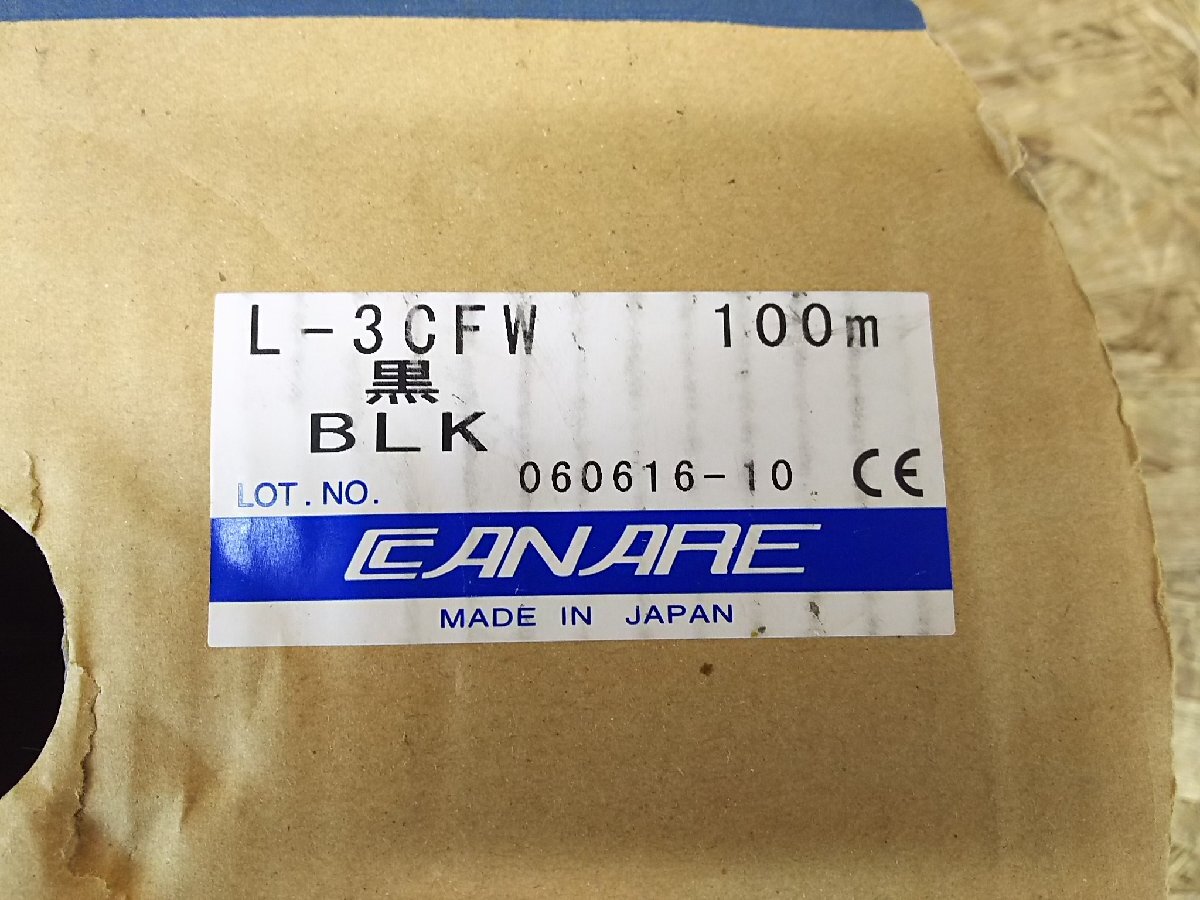 L-3CFW 100m
黒
BLK
LOT.NO. 060616-10 CE
CANARE
MADE IN JAPAN